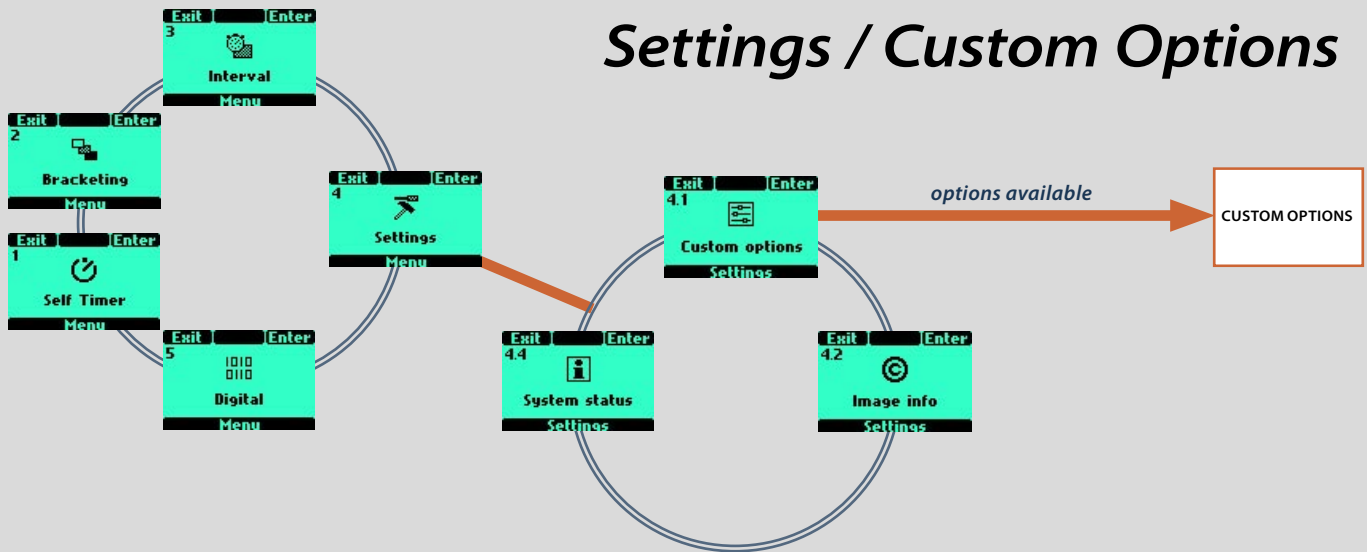 Settings / Custom Options
Exit Enter
3
Interval
Menu
Exit Enter
2
Bracketing
Menu
Exit Enter
1
Self Timer
Menu
Exit Enter
4
Settings
Menu
Exit Enter
5
1010
0110
Digital
Menu
Exit Enter
4.1
Custom options
Settings
options available
CUSTOM OPTIONS
Exit Enter
4.4
System status
Settings
Exit Enter
4.2
©
Image info
Settings